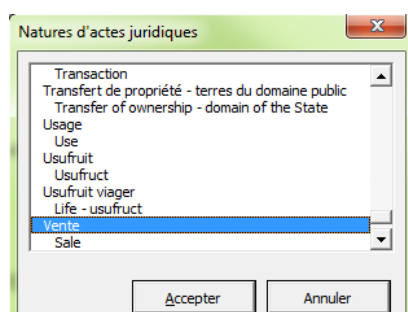 Natures d'actes juridiques
Transaction
Transfert de propriété - terres du domaine public
Transfer of ownership - domain of the State
Usage
Use
Usufruit
Usufruct
Usufruit viager
Life - usufruct
Vente
Sale
Accepter Annuler